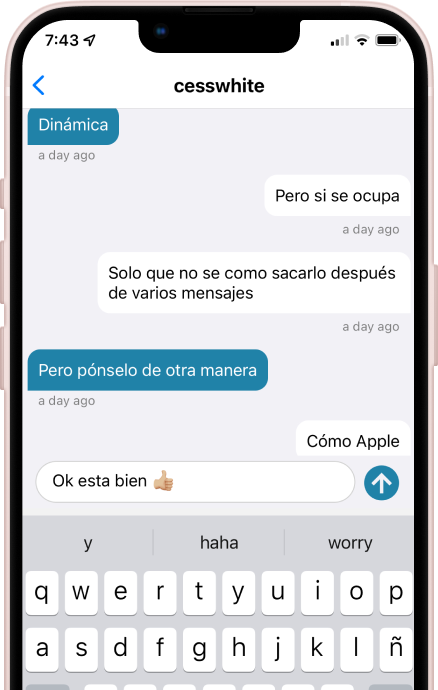 7:43
cesswhite
Dinámica
a day ago
Pero si se ocupa
a day ago
Solo que no se como sacarlo después
de varios mensajes
a day ago
Pero pónselo de otra manera
a day ago
Cómo Apple
Ok esta bien 👍🏼
y haha worry
q w e r t y u i o p
a s d f g h j k l ñ